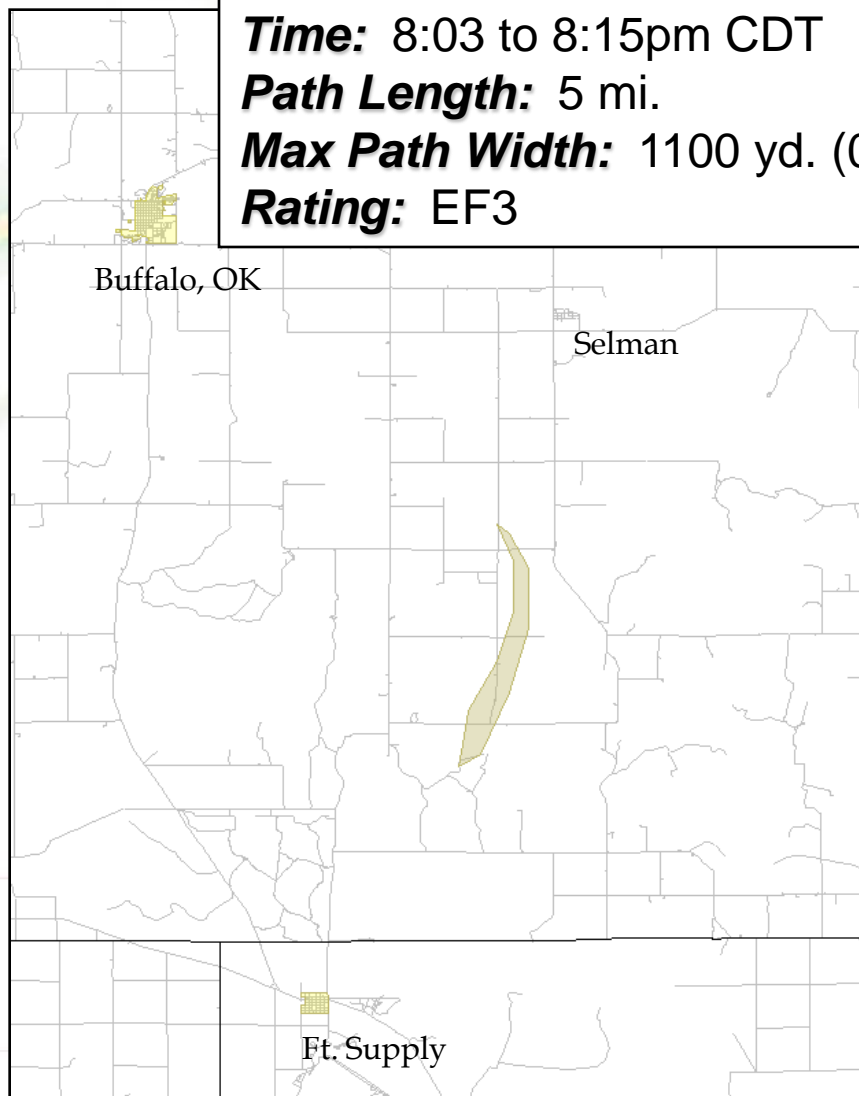 Time: 8:03 to 8:15pm CDT
Path Length: 5 mi.
Max Path Width: 1100 yd. (0
Rating: EF3
Buffalo, OK
Selman
Ft. Supply